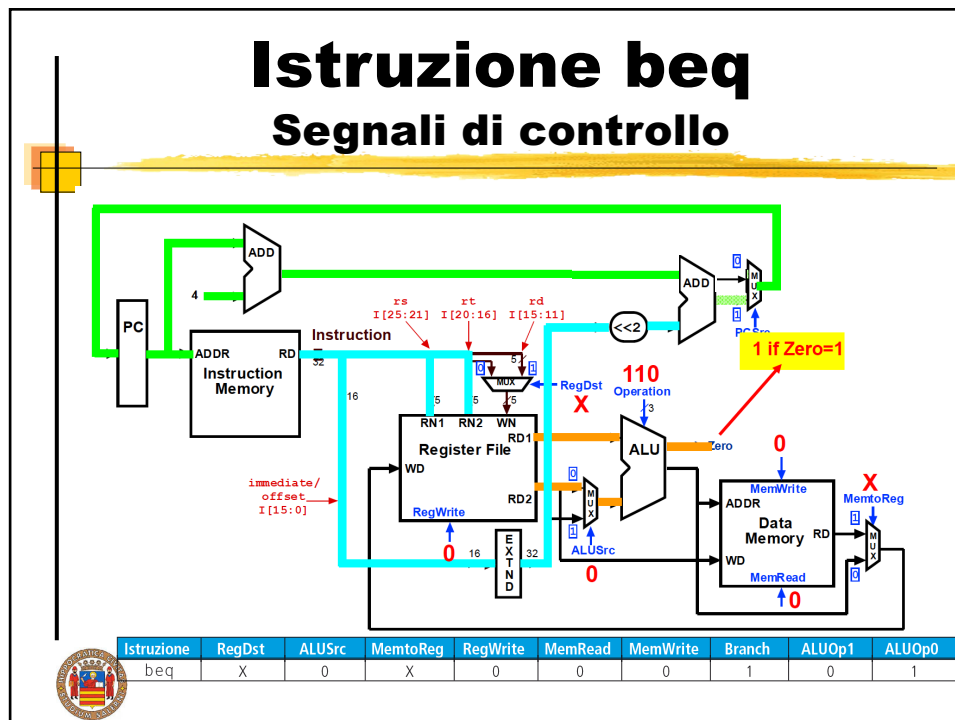 Istruzione beq
Segnali di controllo
ADD
4
ADD
0
MUX
1
PCSrc
<<2
PC
rs
I[25:21]
rt
I[20:16]
rd
I[15:11]
Instruction
32
ADDR
RD
Instruction
Memory
5
0
1
MUX
RegDst
X
16
5
5
5
RN1
RN2
WN
RD1
Register File
WD
RD2
RegWrite
0
110
Operation
3
ALU
Zero
1 if Zero=1
immediate/
offset
I[15:0]
0
MUX
1
ALUSrc
0
16
EXTND
32
0
MemWrite
ADDR
Data
Memory
RD
WD
MemRead
0
X
MemtoReg
1
MUX
0
Istruzione RegDst ALUSrc MemtoReg RegWrite MemRead MemWrite Branch ALUOp1 ALUOp0
beq X 0 X 0 0 0 1 0 1